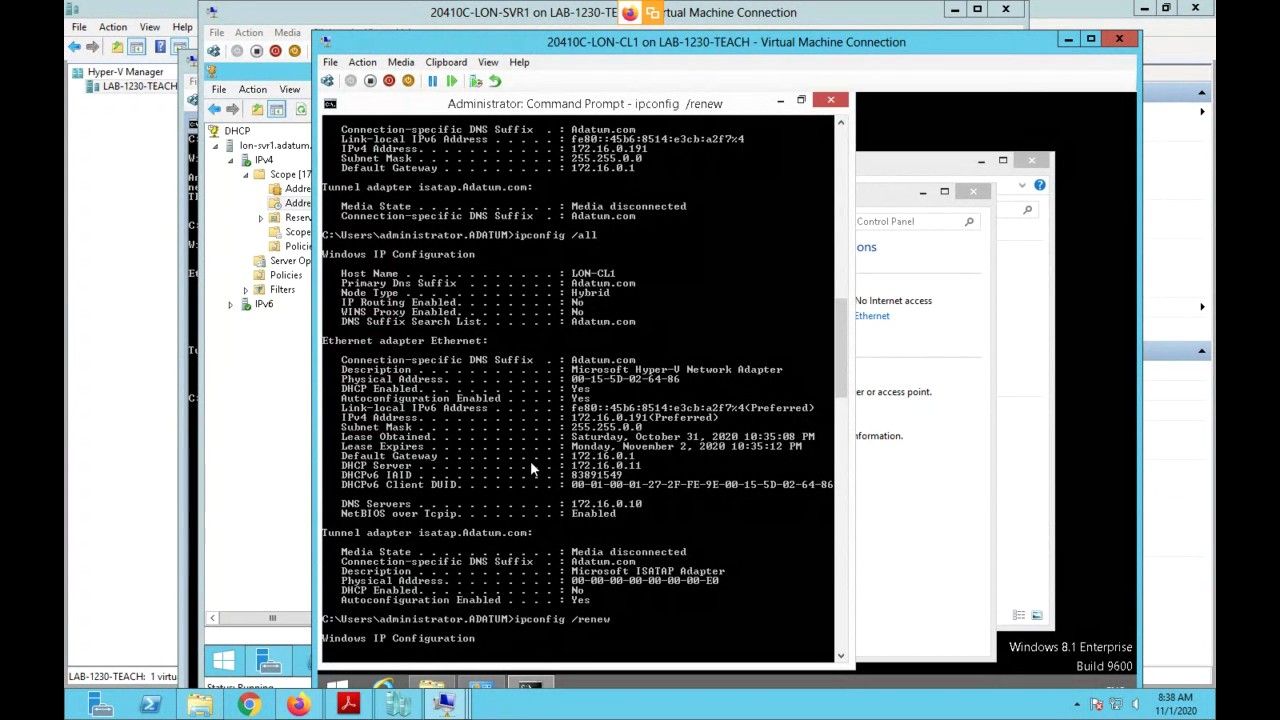 20410C-LON-SVR1 on LAB-1230-TE
rtual Machine Connection
File Action View Help
File Action Media
20410C-LON-CL1 on LAB-1230-TEACH - Virtual Machine Connection
File Action Media Clipboard View Help
Hyper-V Manager
LAB-1230-TEACH
File Action View
DHCP
lon-svr1.adatum.
IPv4
Scope [17
Addre
Addre
Reserv
Scope
Policie
Server Op
Policies
Filters
IPv6
Administrator: Command Prompt - ipconfig /renew
Connection-specific DNS Suffix . : Adatum.com
Link-local IPv6 Address . . . . . : fe80::45b6:8514:e3cb:a2f7%4
IPv4 Address. . . . . . . . . . . : 172.16.0.191
Subnet Mask . . . . . . . . . . . : 255.255.0.0
Default Gateway . . . . . . . . . : 172.16.0.1
Tunnel adapter isatap.Adatum.com:
Media State . . . . . . . . . . . : Media disconnected
Connection-specific DNS Suffix . : Adatum.com
C:\Users\administrator.ADATUM>ipconfig /all
Windows IP Configuration
Host Name . . . . . . . . . . . . : LON-CL1
Primary Dns Suffix . . . . . . . : Adatum.com
Node Type . . . . . . . . . . . . : Hybrid
IP Routing Enabled. . . . . . . . : No
WINS Proxy Enabled. . . . . . . . : No
DNS Suffix Search List. . . . . . : Adatum.com
Ethernet adapter Ethernet:
Connection-specific DNS Suffix . : Adatum.com
Description . . . . . . . . . . . : Microsoft Hyper-V Network Adapter
Physical Address. . . . . . . . . : 00-15-5D-02-64-86
DHCP Enabled. . . . . . . . . . . : Yes
Autoconfiguration Enabled . . . . : Yes
Link-local IPv6 Address . . . . . : fe80::45b6:8514:e3cb:a2f7%4(Preferred)
IPv4 Address. . . . . . . . . . . : 172.16.0.191(Preferred)
Subnet Mask . . . . . . . . . . . : 255.255.0.0
Lease Obtained. . . . . . . . . . : Saturday, October 31, 2020 10:35:08 PM
Lease Expires . . . . . . . . . . : Monday, November 2, 2020 10:35:12 PM
Default Gateway . . . . . . . . . : 172.16.0.1
DHCP Server . . . . . . . . . . . : 172.16.0.11
DHCPv6 IAID . . . . . . . . . . . : 83891549
DHCPv6 Client DUID. . . . . . . . : 00-01-00-01-27-2F-FE-9E-00-15-5D-02-64-86
DNS Servers . . . . . . . . . . . : 172.16.0.10
NetBIOS over Tcpip. . . . . . . . : Enabled
Tunnel adapter isatap.Adatum.com:
Media State . . . . . . . . . . . : Media disconnected
Connection-specific DNS Suffix . : Adatum.com
Description . . . . . . . . . . . : Microsoft ISATAP Adapter
Physical Address. . . . . . . . . : 00-00-00-00-00-00-00-E0
DHCP Enabled. . . . . . . . . . . : No
Autoconfiguration Enabled . . . . : Yes
C:\Users\administrator.ADATUM>ipconfig /renew
Windows IP Configuration
Control Panel
ons
No Internet access
Ethernet
er or access point.
formation.
Windows 8.1 Enterprise
Build 9600
LAB-1230-TEACH: 1 virtu
Status: Running
8:38 AM
11/1/2020